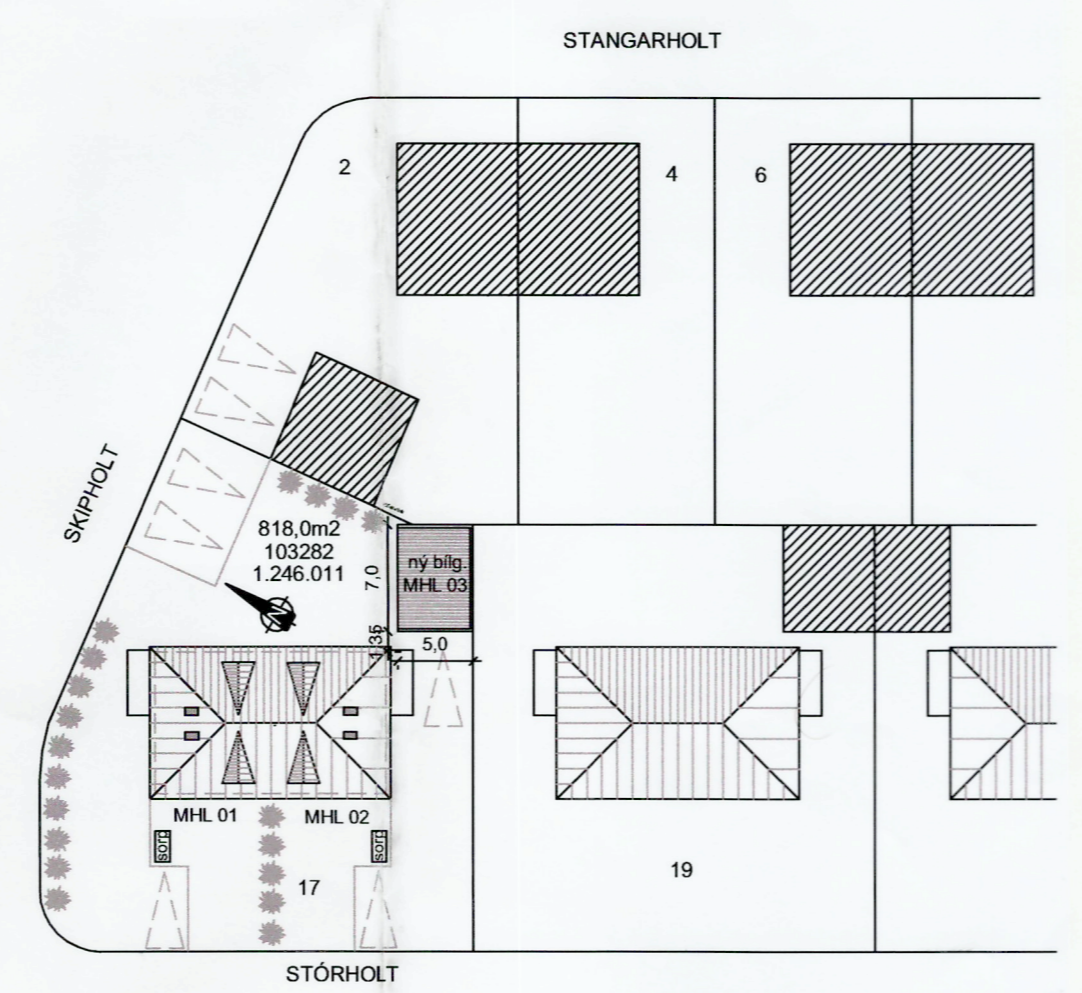 STANGARHOLT
2
4
6
SKIPHOLT
818,0m2
103282
1.246.011
N
7,0
ný bílg.
MHL 03
1,35
5,0
MHL 01
MHL 02
sorp
sorp
17
19
STÓRHOLT